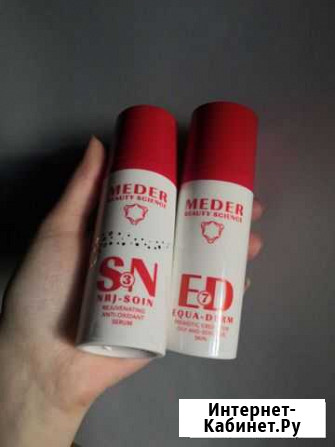 MEDER
BEAUTY SCIENCE
S3N
NRJ-SOIN
REJUVENATING
ANTI-OXIDANT
SERUM
MEDER
BEAUTY SCIENCE
E7D
EQUA-DERM
SKIN
Интернет-
Кабинет.Ру